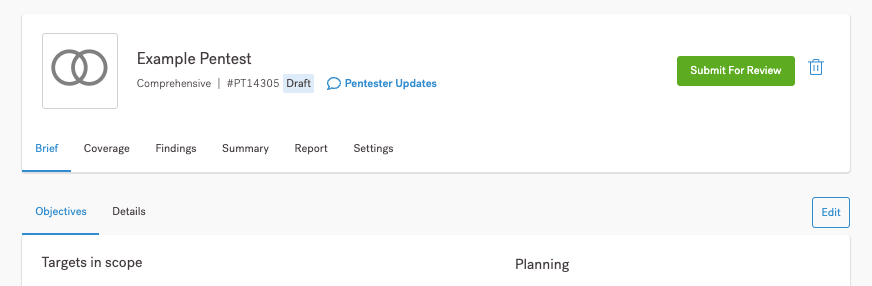 Example Pentest
Comprehensive | #PT14305 Draft Pentester Updates
Submit For Review
Brief Coverage Findings Summary Report Settings
Objectives Details Edit
Targets in scope
Planning